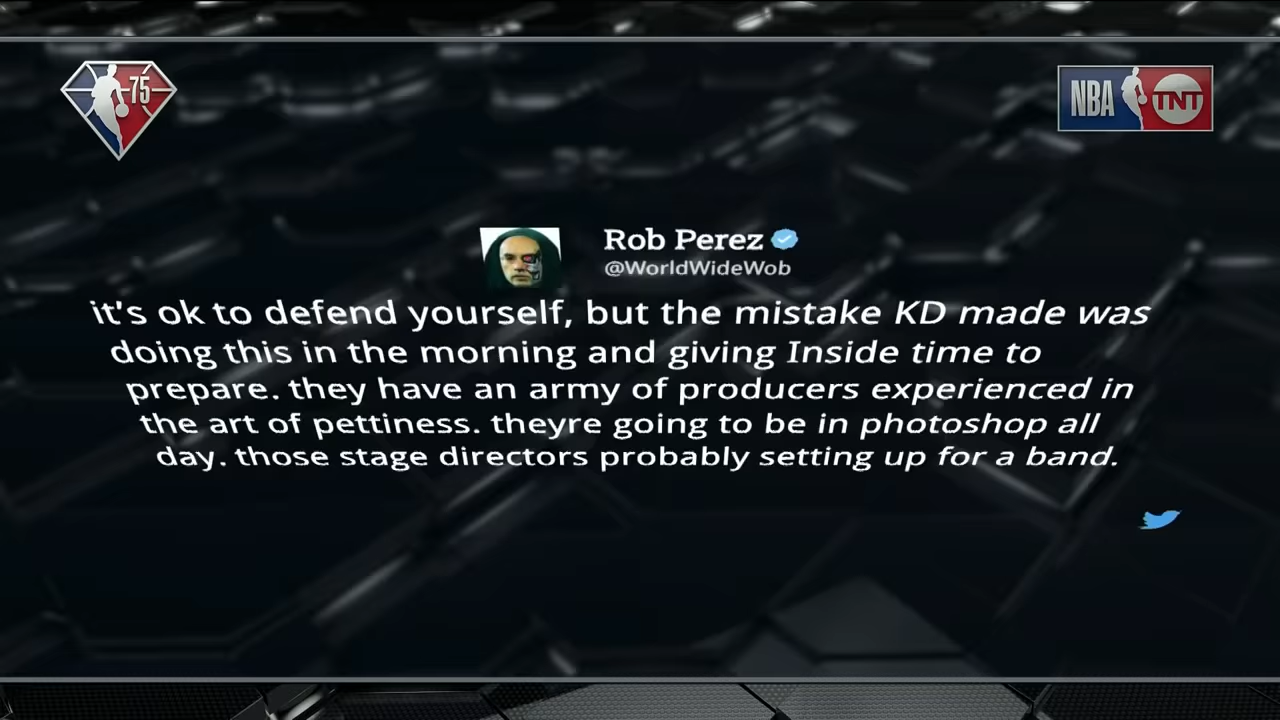 75
NBA TNT
Rob Perez
@WorldWideWob
it's ok to defend yourself, but the mistake KD made was
doing this in the morning and giving Inside time to
prepare. they have an army of producers experienced in
the art of pettiness. theyre going to be in photoshop all
day. those stage directors probably setting up for a band.